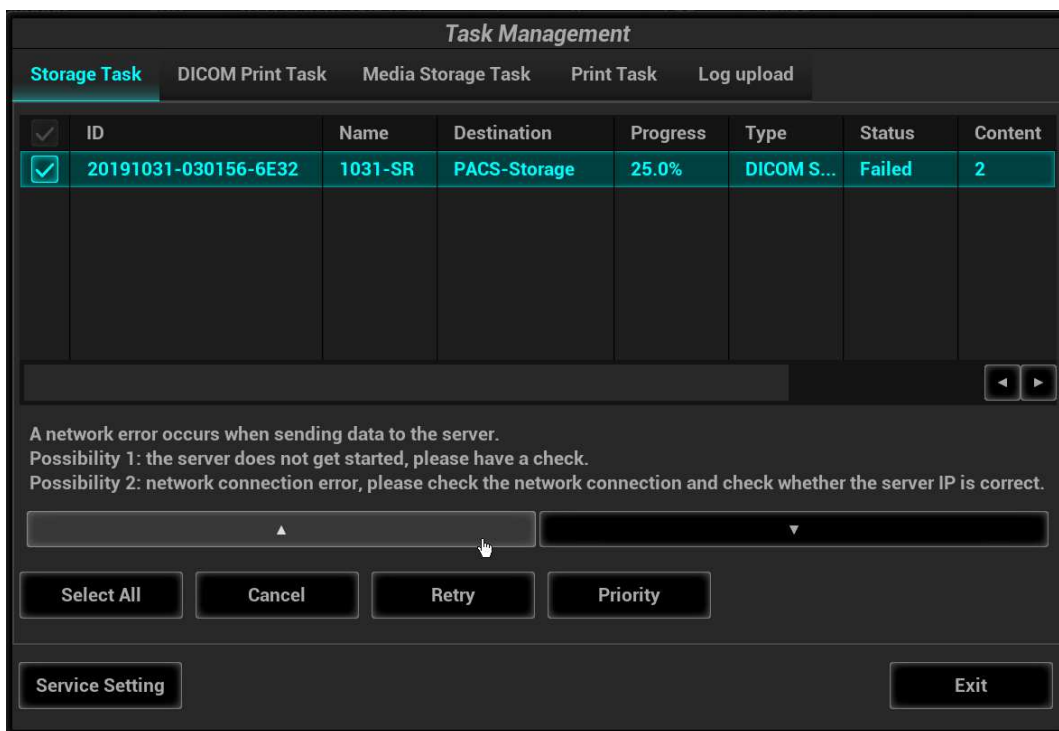 Task Management
Storage Task DICOM Print Task Media Storage Task Print Task Log upload
ID Name Destination Progress Type Status Content
20191031-030156-6E32 1031-SR PACS-Storage 25.0% DICOM S... Failed 2
A network error occurs when sending data to the server.
Possibility 1: the server does not get started, please have a check.
Possibility 2: network connection error, please check the network connection and check whether the server IP is correct.
Select All Cancel Retry Priority
Service Setting Exit